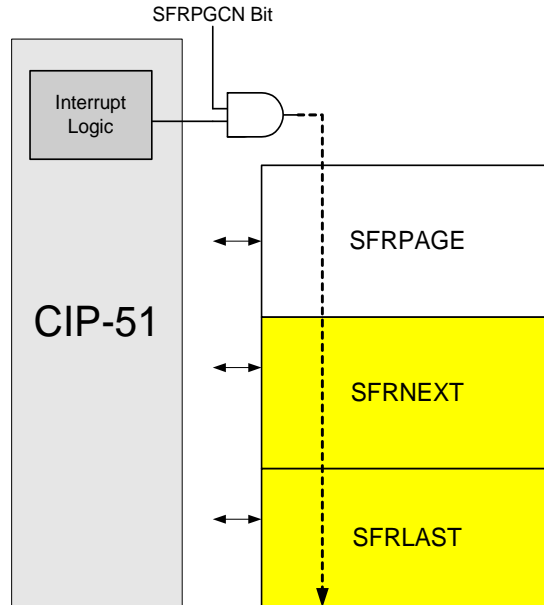 SFRPGCN Bit
Interrupt
Logic
SFRPAGE
CIP-51
SFRNEXT
SFRLAST